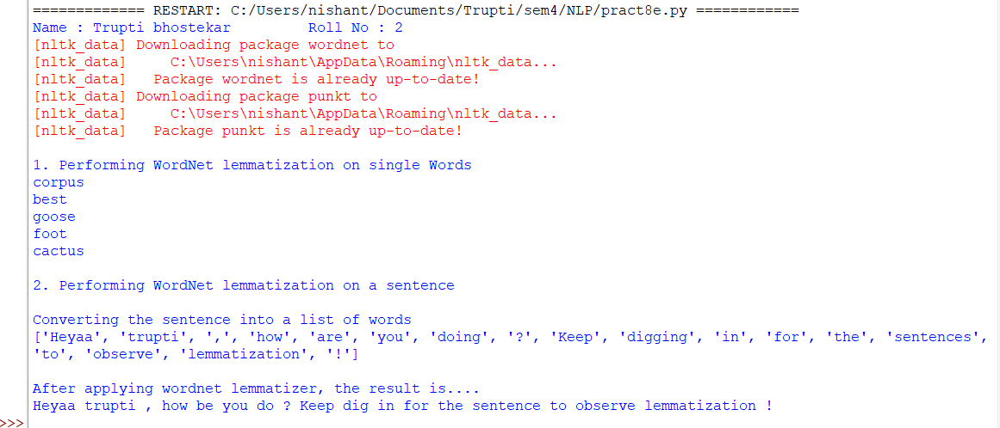 ============= RESTART: C:/Users/nishant/Documents/Trupti/sem4/NLP/pract8e.py ============
Name : Trupti bhostekar         Roll No : 2
[nltk_data] Downloading package wordnet to
[nltk_data]     C:\Users\nishant\AppData\Roaming\nltk_data...
[nltk_data]   Package wordnet is already up-to-date!
[nltk_data] Downloading package punkt to
[nltk_data]     C:\Users\nishant\AppData\Roaming\nltk_data...
[nltk_data]   Package punkt is already up-to-date!
1. Performing WordNet lemmatization on single Words
corpus
best
goose
foot
cactus
2. Performing WordNet lemmatization on a sentence
Converting the sentence into a list of words
['Heyaa', 'trupti', ',', 'how', 'are', 'you', 'doing', '?', 'Keep', 'digging', 'in', 'for', 'the', 'sentences',
'to', 'observe', 'lemmatization', '!']
After applying wordnet lemmatizer, the result is....
Heyaa trupti , how be you do ? Keep dig in for the sentence to observe lemmatization !
>>>